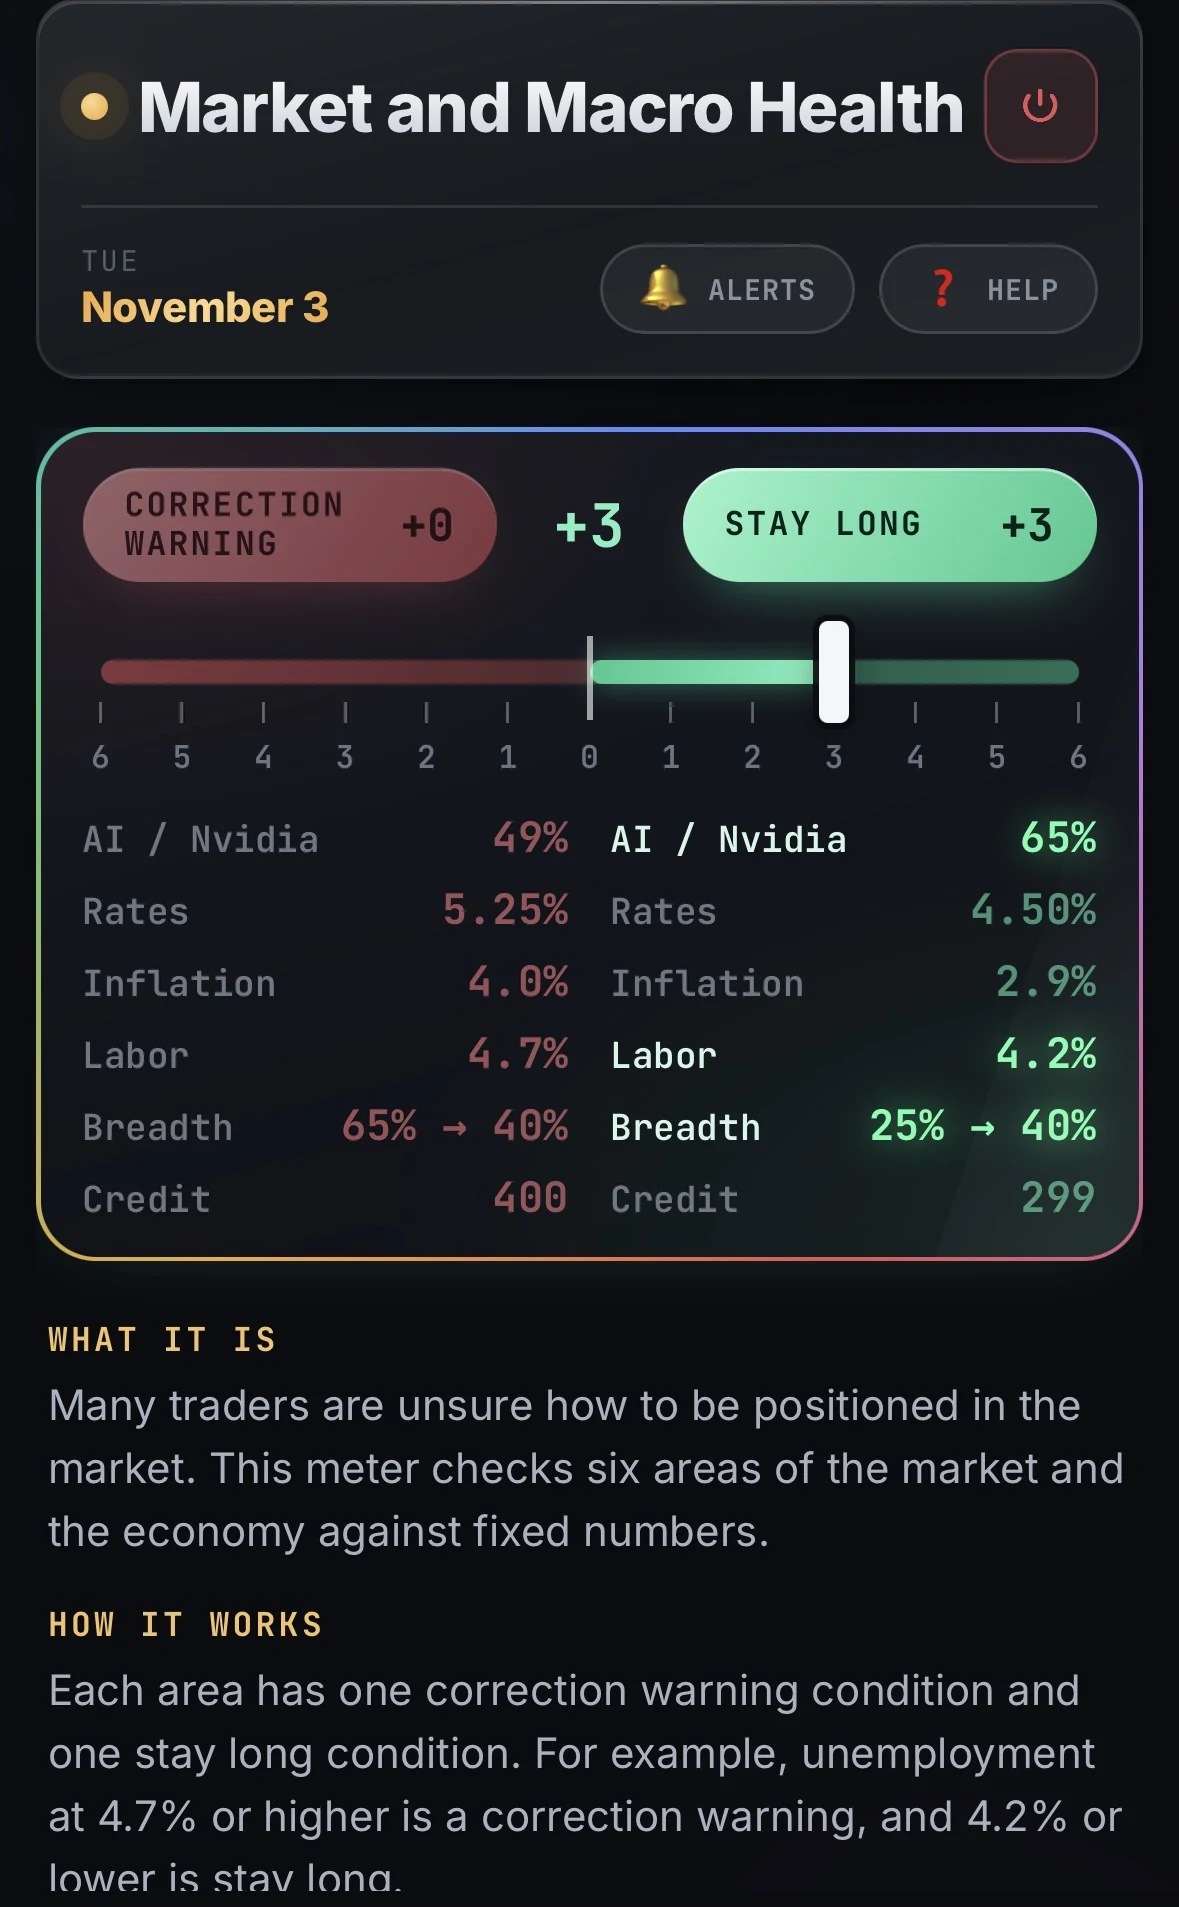 Market and Macro Health
TUE
November 3
🔔 ALERTS
❓ HELP
CORRECTION
WARNING
+0
+3
STAY LONG +3
6 5 4 3 2 1 0 1 2 3 4 5 6
AI / Nvidia 49% AI / Nvidia 65%
Rates 5.25% Rates 4.50%
Inflation 4.0% Inflation 2.9%
Labor 4.7% Labor 4.2%
Breadth 65% → 40% Breadth 25% → 40%
Credit 400 Credit 299
WHAT IT IS
Many traders are unsure how to be positioned in the
market. This meter checks six areas of the market and
the economy against fixed numbers.
HOW IT WORKS
Each area has one correction warning condition and
one stay long condition. For example, unemployment
at 4.7% or higher is a correction warning, and 4.2% or
lower is stay long.